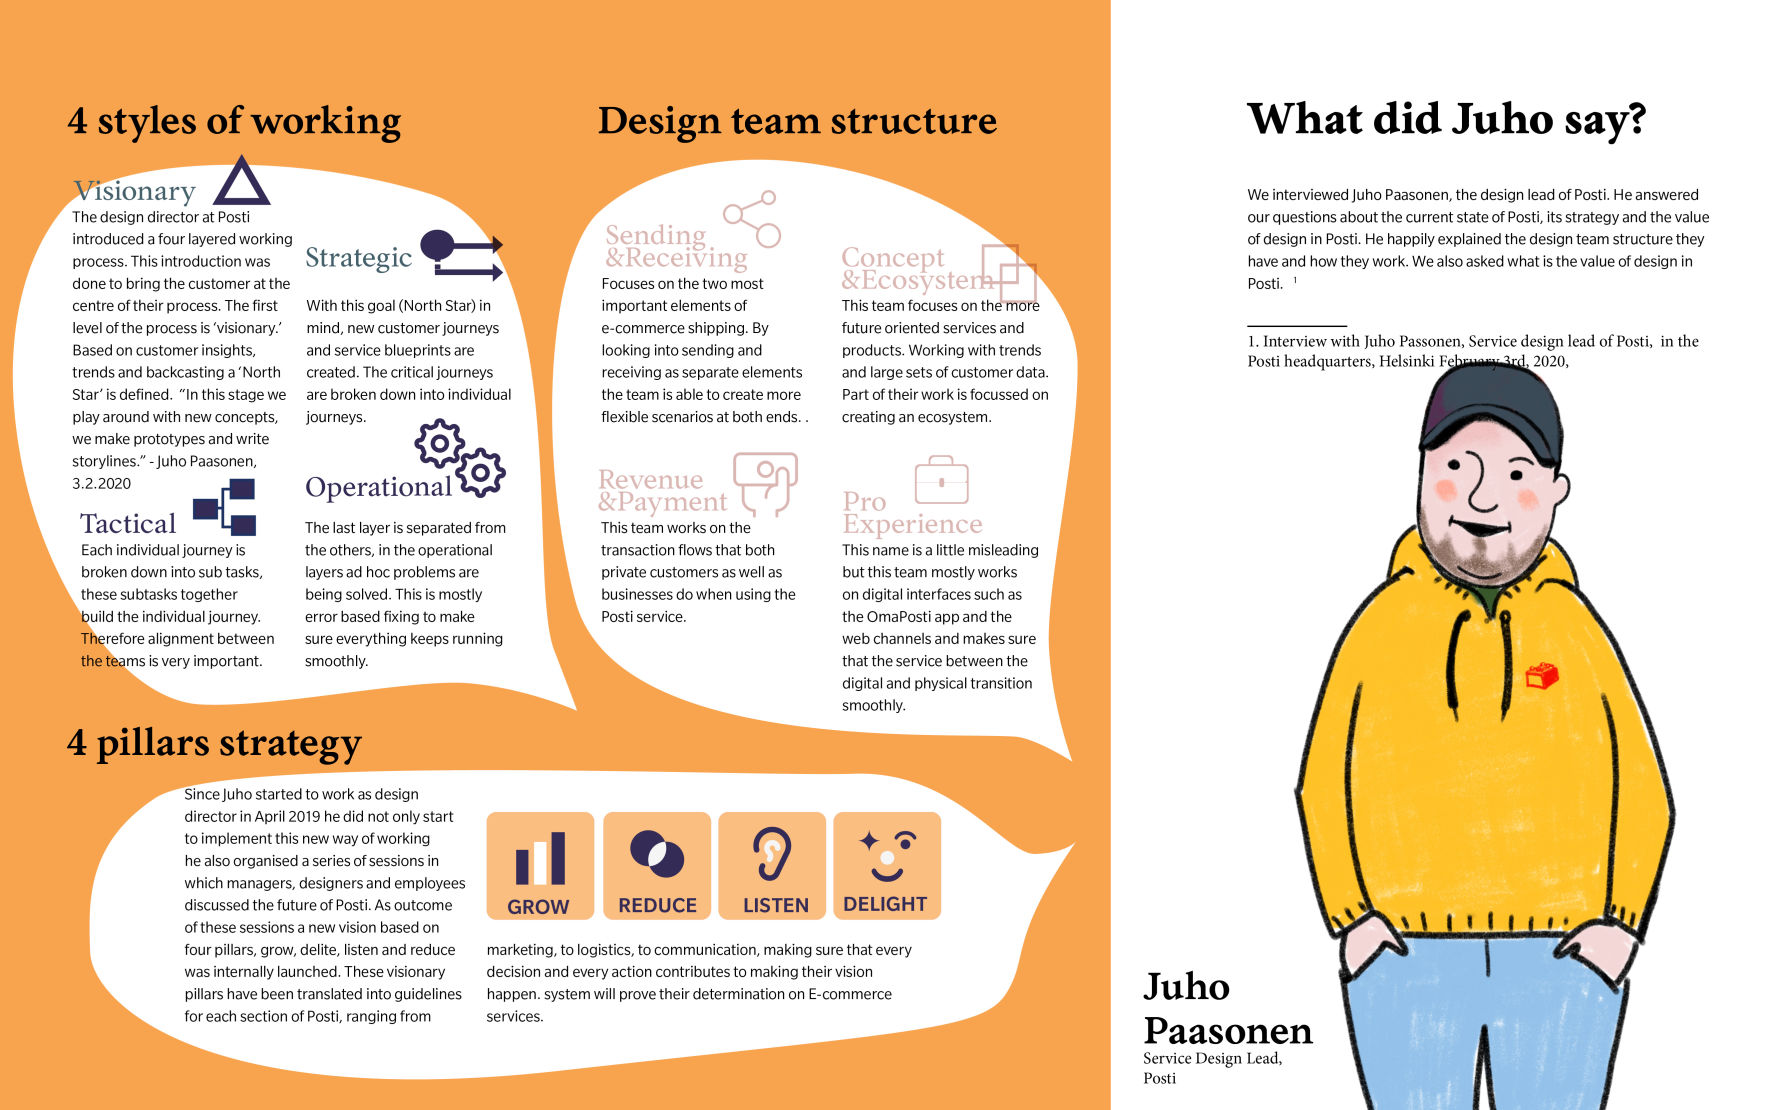 4 styles of working
Visionary
The design director at Posti
introduced a four layered working
process. This introduction was
done to bring the customer at the
centre of their process. The first
level of the process is ‘visionary.’
Based on customer insights,
trends and backcasting a ‘North
Star’ is defined.  “In this stage we
play around with new concepts,
we make prototypes and write
storylines.” - Juho Paasonen,
3.2.2020
Strategic
With this goal (North Star) in
mind, new customer journeys
and service blueprints are
created. The critical journeys
are broken down into individual
journeys.
Tactical
Each individual journey is
broken down into sub tasks,
these subtasks together
build the individual journey.
Therefore alignment between
the teams is very important.
Operational
The last layer is separated from
the others, in the operational
layers ad hoc problems are
being solved. This is mostly
error based fixing to make
sure everything keeps running
smoothly.
Design team structure
Sending
&Receiving
Focuses on the two most
important elements of
e-commerce shipping. By
looking into sending and
receiving as separate elements
the team is able to create more
flexible scenarios at both ends. .
Concept
&Ecosystem
This team focuses on the more
future oriented services and
products. Working with trends
and large sets of customer data.
Part of their work is focussed on
creating an ecosystem.
Revenue
&Payment
This team works on the
transaction flows that both
private customers as well as
businesses do when using the
Posti service.
Pro
Experience
This name is a little misleading
but this team mostly works
on digital interfaces such as
the OmaPosti app and the
web channels and makes sure
that the service between the
digital and physical transition
smoothly.
4 pillars strategy
Since Juho started to work as design
director in April 2019 he did not only start
to implement this new way of working
he also organised a series of sessions in
which managers, designers and employees
discussed the future of Posti. As outcome
of these sessions a new vision based on
four pillars, grow, delite, listen and reduce
was internally launched. These visionary
pillars have been translated into guidelines
for each section of Posti, ranging from
GROW
REDUCE
LISTEN
DELIGHT
marketing, to logistics, to communication, making sure that every
decision and every action contributes to making their vision
happen. system will prove their determination on E-commerce
services.
What did Juho say?
We interviewed Juho Paasonen, the design lead of Posti. He answered
our questions about the current state of Posti, its strategy and the value
of design in Posti. He happily explained the design team structure they
have and how they work. We also asked what is the value of design in
Posti. 1
1. Interview with Juho Passonen, Service design lead of Posti,  in the
Posti headquarters, Helsinki February 3rd, 2020,
Juho
Paasonen
Service Design Lead,
Posti